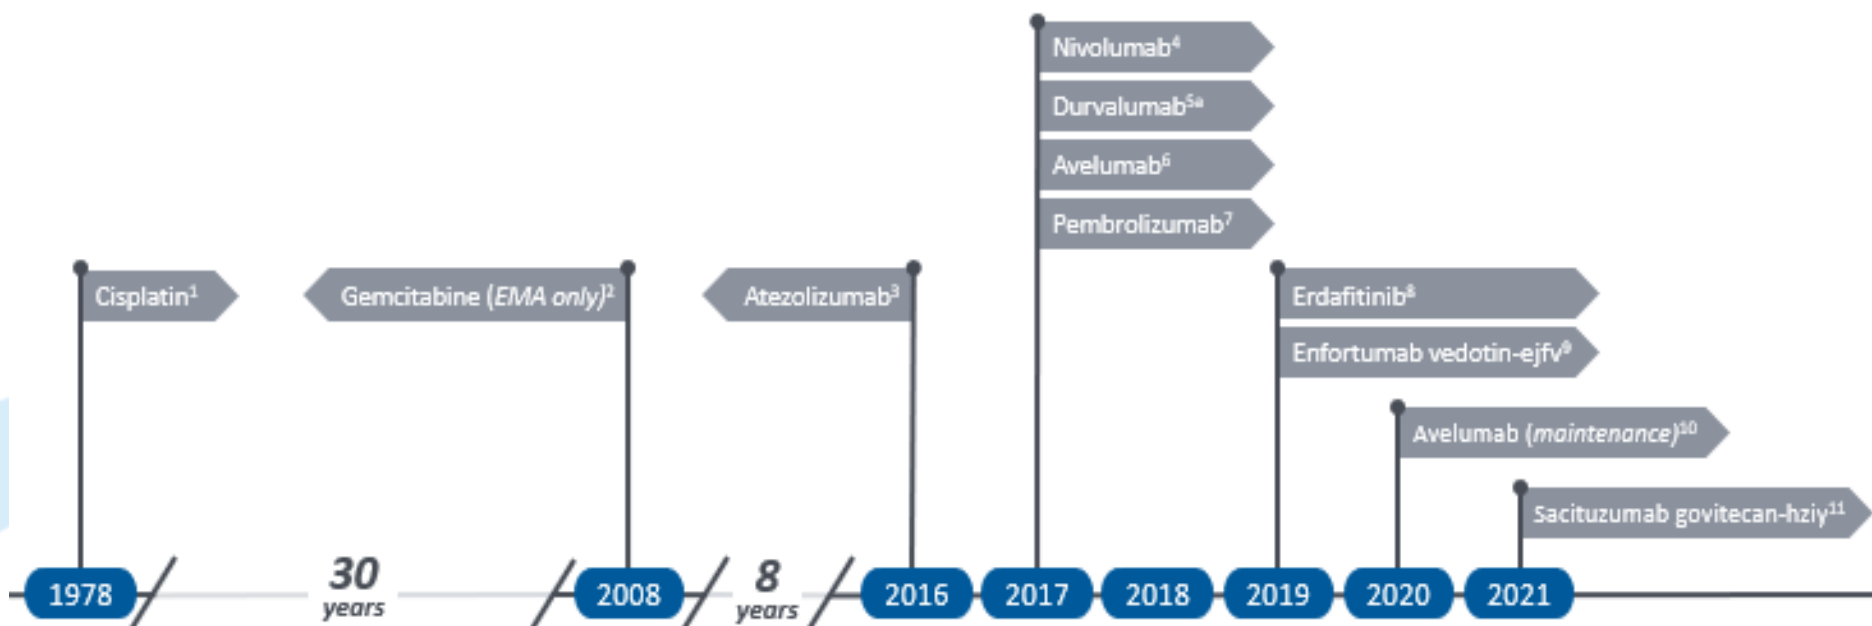 Nivolumab⁴
Durvalumab⁵ᵃ
Avelumab⁶
Pembrolizumab⁷
Cisplatin¹
Gemcitabine (EMA only)²
Atezolizumab³
Erdafitinib⁸
Enfortumab vedotin-ejfv⁹
Avelumab (maintenance)¹⁰
Sacituzumab govitecan-hziy¹¹
30
years
8
years
1978
2008
2016
2017
2018
2019
2020
2021